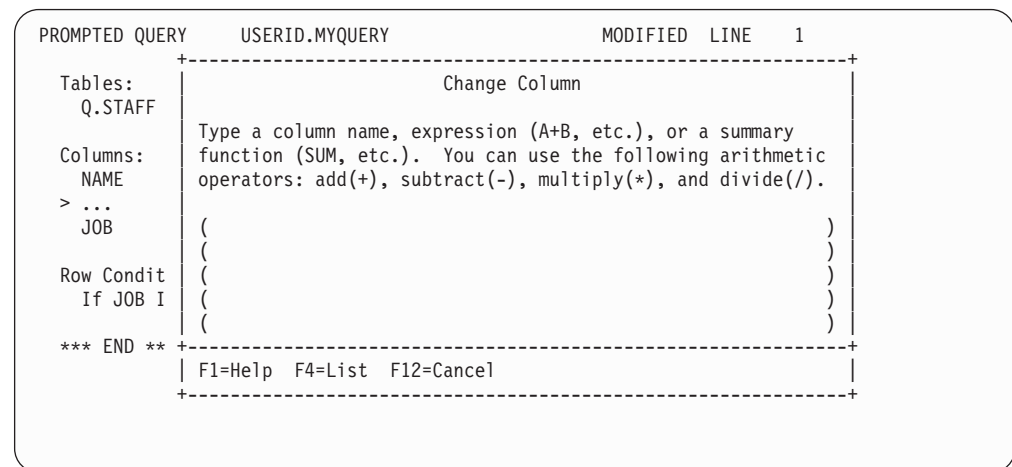 PROMPTED QUERY     USERID.MYQUERY                    MODIFIED  LINE    1
             +--------------------------------------------------------------+
  Tables:    |                        Change Column                         |
    Q.STAFF  |                                                              |
             | Type a column name, expression (A+B, etc.), or a summary     |
  Columns:   | function (SUM, etc.).  You can use the following arithmetic  |
    NAME     | operators: add(+), subtract(-), multiply(*), and divide(/).  |
  > ...      |                                                              |
    JOB      | (                                                          ) |
             | (                                                          ) |
  Row Condit | (                                                          ) |
    If JOB I | (                                                          ) |
             | (                                                          ) |
  *** END ** +--------------------------------------------------------------+
             | F1=Help  F4=List  F12=Cancel                                 |
             +--------------------------------------------------------------+